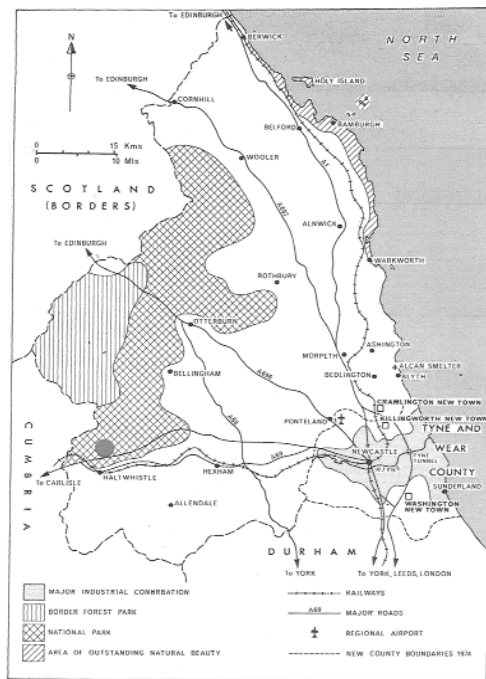 To EDINBURGH
NORTH
SEA
BERWICK
N
To EDINBURGH
HOLY ISLAND
CORNHILL
BAMBURGH
BELFORD
0 15 Kms
0 10 Mls
WOOLER
A1
SCOTLAND
(BORDERS)
A697
ALNWICK
To EDINBURGH
WARKWORTH
ROTHBURY
OTTERBURN
ASHINGTON
MORPETH
ALCAN SMELTER
BEDLINGTON
BLYTH
BELLINGHAM
A696
CRAMLINGTON NEW TOWN
PONTELAND
KILLINGWORTH NEW TOWN
A68
TYNE AND
CUMBRIA
NEWCASTLE
TYNE
TUNNEL
WEAR
A69
R.TYNE
To CARLISLE
HALTWHISTLE
HEXHAM
COUNTY
SUNDERLAND
WASHINGTON
NEW TOWN
ALLENDALE
DURHAM
To YORK
To YORK, LEEDS, LONDON
MAJOR INDUSTRIAL CONURBATION
RAILWAYS
BORDER FOREST PARK
A68 MAJOR ROADS
NATIONAL PARK
REGIONAL AIRPORT
AREA OF OUTSTANDING NATURAL BEAUTY
NEW COUNTY BOUNDARIES 1974